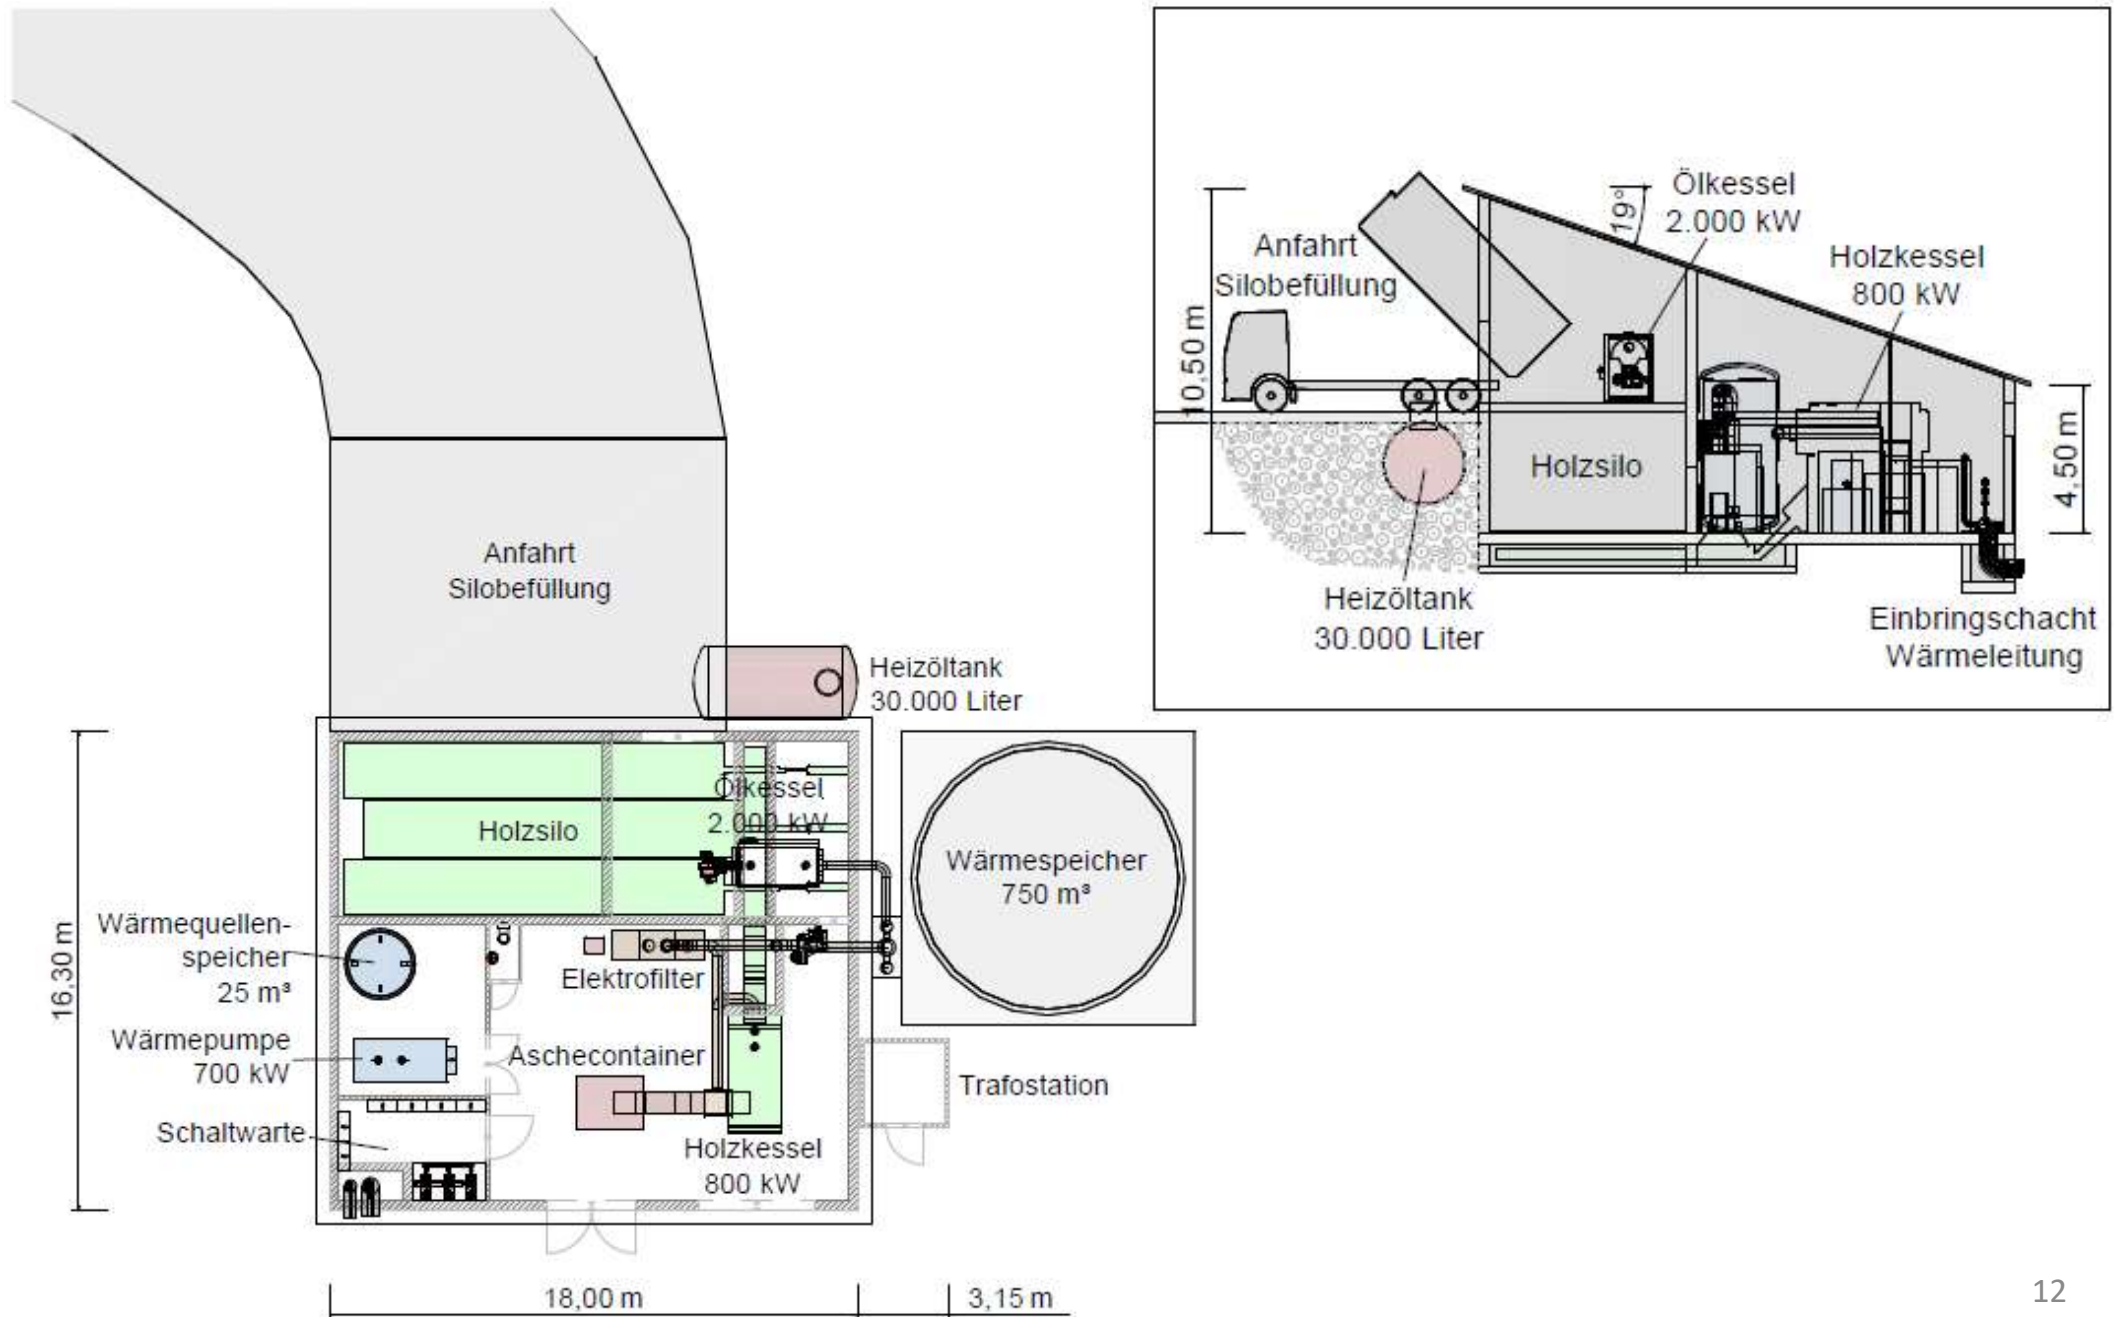 Anfahrt
Silobefüllung
Heizöltank
30.000 Liter
Ölkessel
2.000 kW
Holzsilo
Wärmespeicher
750 m³
Wärmequellen-
speicher
25 m³
Elektrofilter
16,30 m
Wärmepumpe
700 kW
Aschecontainer
Trafostation
Schaltwarte
Holzkessel
800 kW
18,00 m
3,15 m
Ölkessel
2.000 kW
19°
Anfahrt
Silobefüllung
Holzkessel
800 kW
10,50 m
Holzsilo
4,50 m
Heizöltank
30.000 Liter
Einbringschacht
Wärmeleitung
12